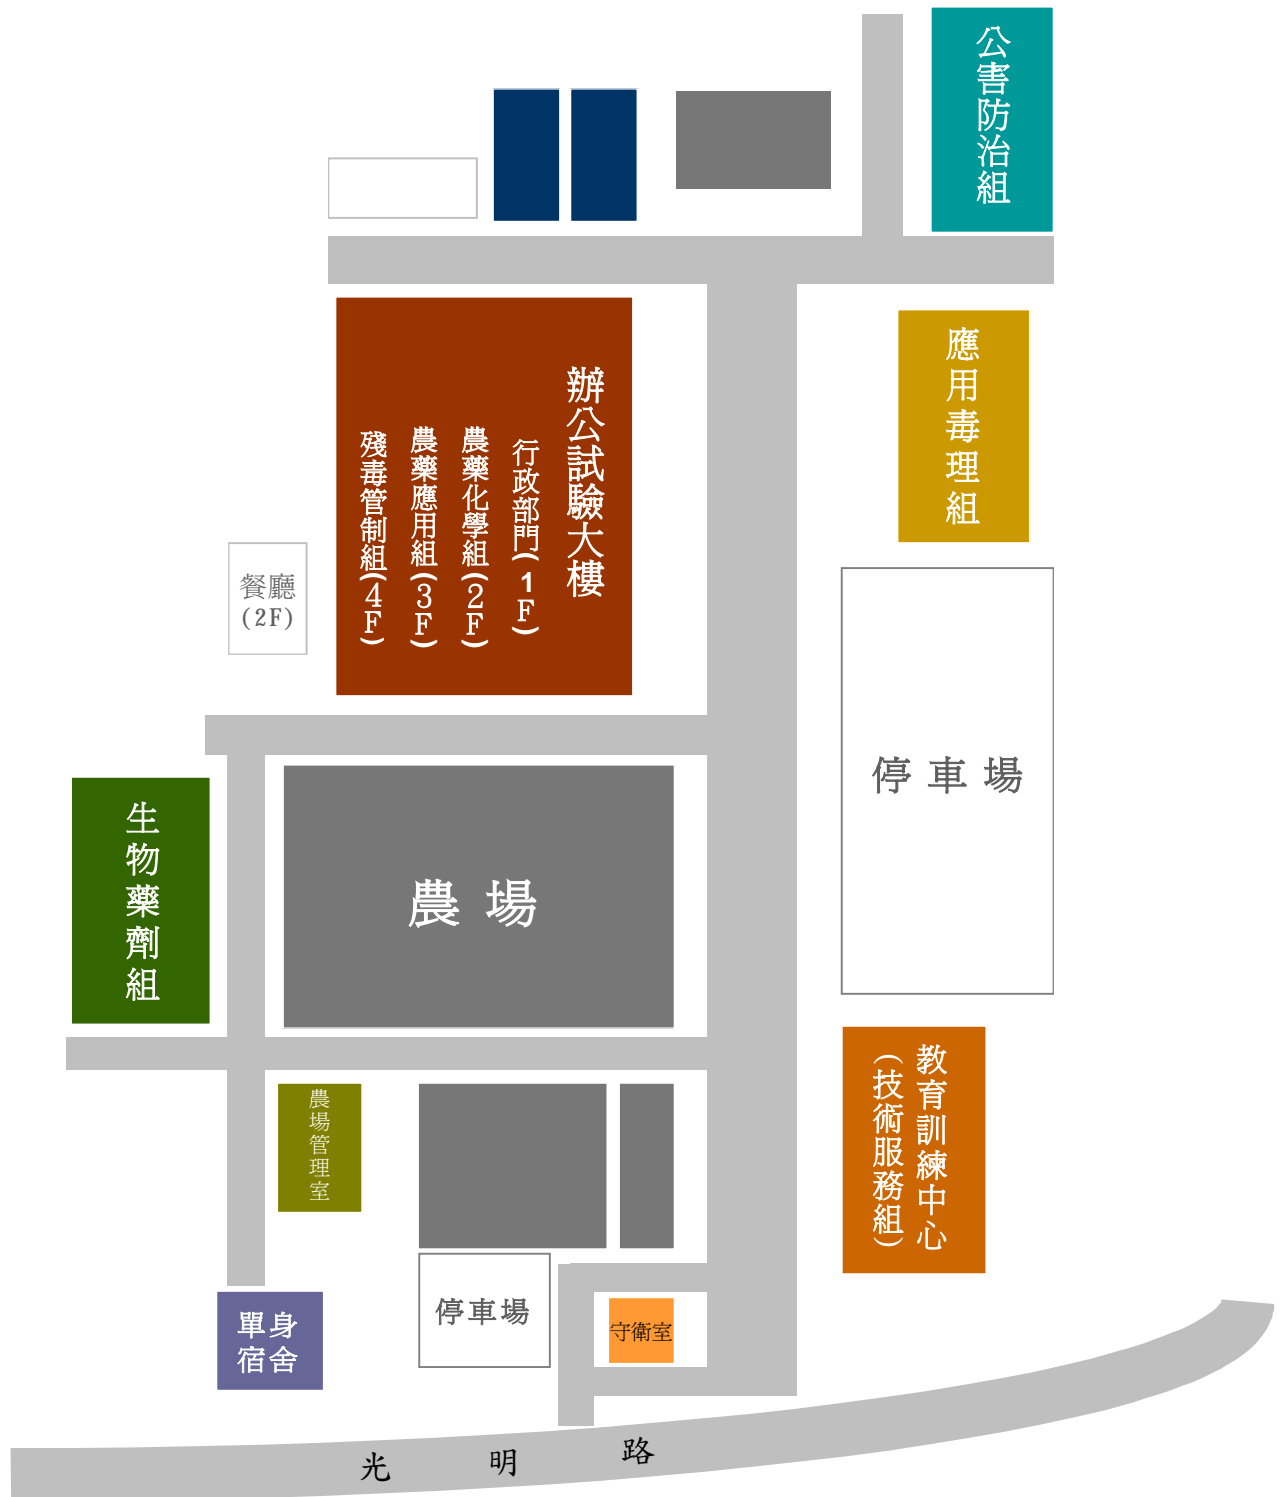 公害防治組
應用毒理組
辦公試驗大樓
行政部門(1F)
農藥化學組(2F)
農藥應用組(3F)
殘毒管制組(4F)
餐廳
(2F)
停車場
生物藥劑組
農場
教育訓練中心
(技術服務組)
農場管理室
停車場
守衛室
單身
宿舍
光明路